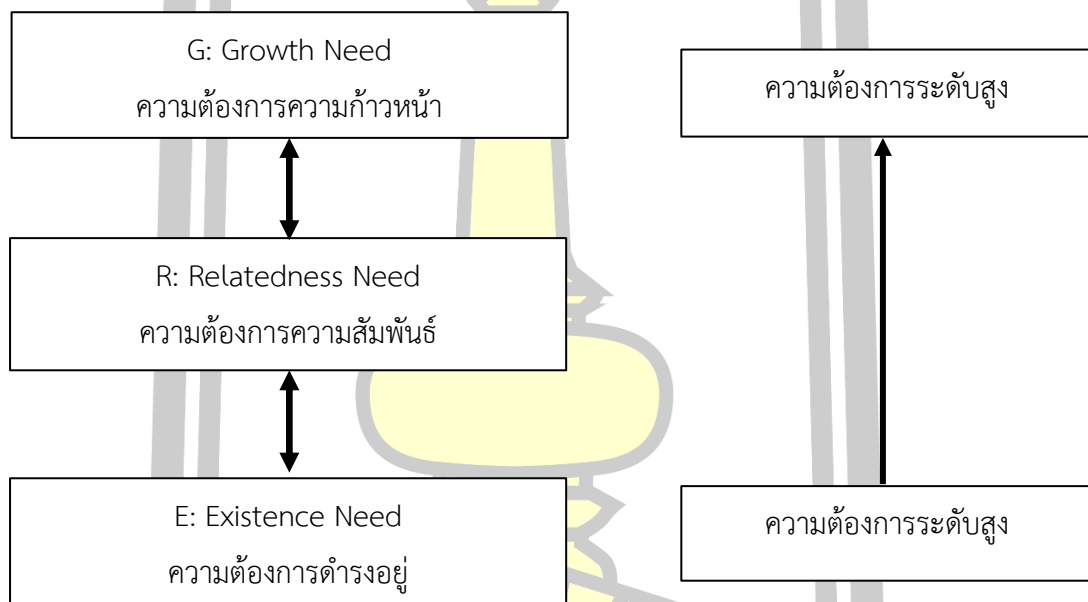 G: Growth Need
ความต้องการความก้าวหน้า
ความต้องการระดับสูง
R: Relatedness Need
ความต้องการความสัมพันธ์
E: Existence Need
ความต้องการดำรงอยู่
ความต้องการระดับสูง